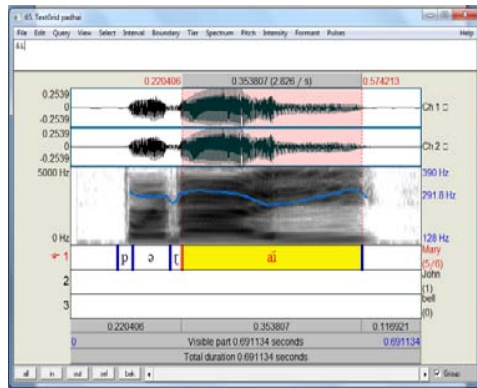 65. TextGrid padhai
File Edit Query View Select Interval Boundary Tier Spectrum Pitch Intensity Formant Pulses Help
0.220406 0.353807 (2.826 / s) 0.574213
0.2539
0
-0.2539
Ch 1
0.2539
0
-0.2539
Ch 2
5000 Hz 390 Hz
291.8 Hz
0 Hz 128 Hz
1 p ə ʈ Mary
(5/6)
2 John
(1)
3 bell
(0)
0.220406 0.353807 0.116921
0 Visible part 0.691134 seconds 0.691134
Total duration 0.691134 seconds
all in out sel bak Group